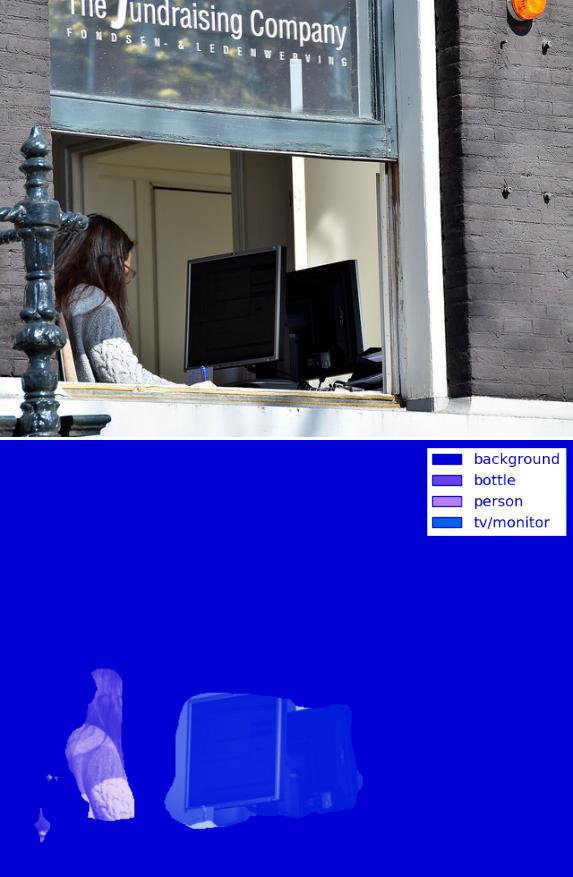 The Fundraising Company
FONDSEN- & LEDENWERVING
background
bottle
person
tv/monitor